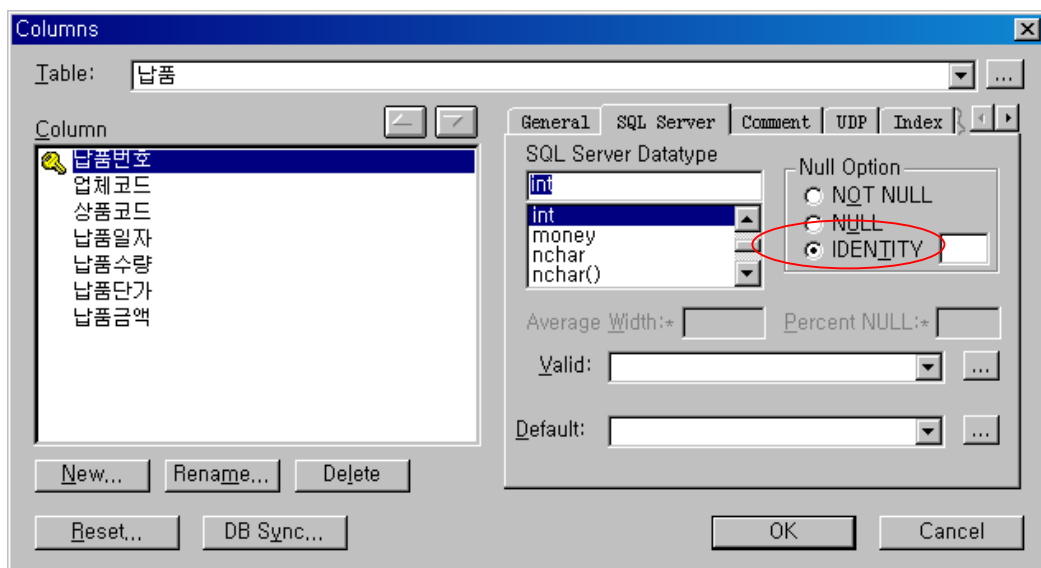 Columns
Table: 납품 ...
Column
납품번호
업체코드
상품코드
납품일자
납품수량
납품단가
납품금액
New... Rename... Delete
Reset... DB Sync...
General SQL Server Comment UDP Index
SQL Server Datatype
int
int
money
nchar
nchar()
Null Option
NOT NULL
NULL
IDENTITY
Average Width:* Percent NULL:*
Valid: ...
Default: ...
OK Cancel